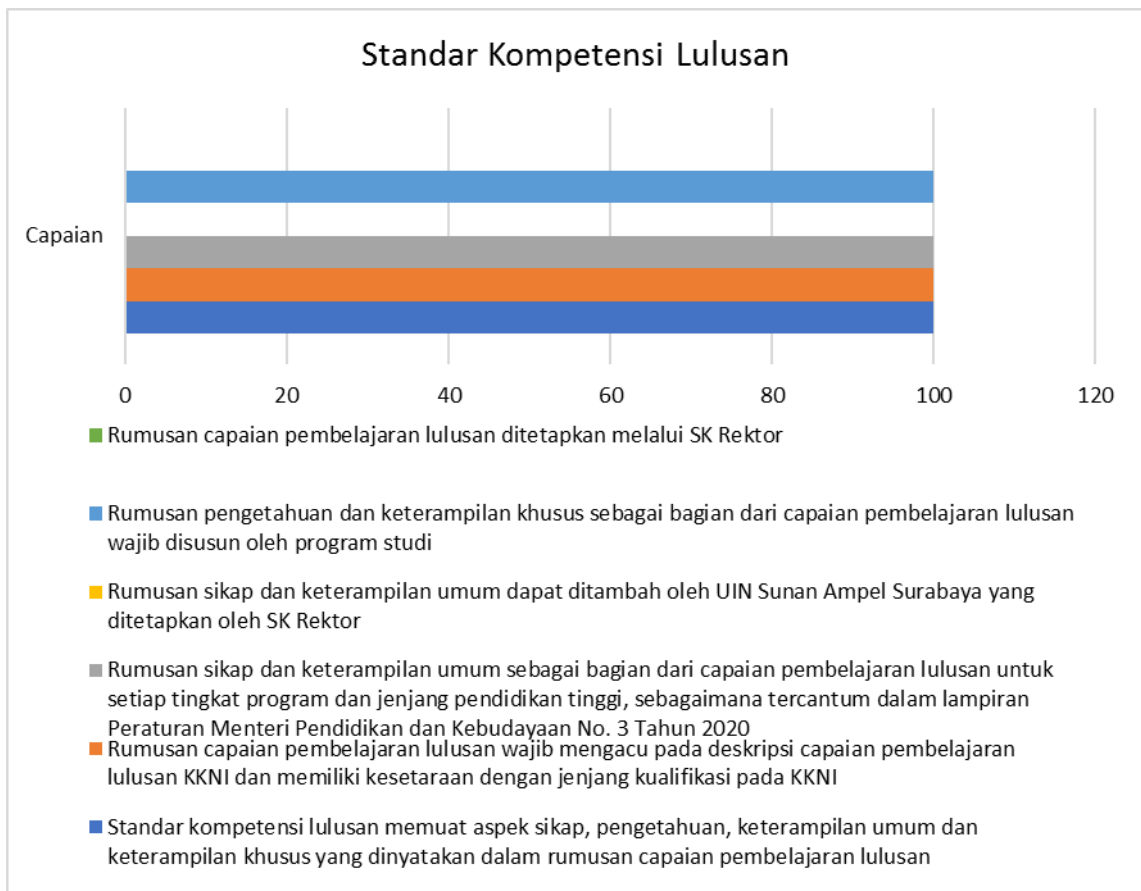 Standar Kompetensi Lulusan
Capaian
0 20 40 60 80 100 120
Rumusan capaian pembelajaran lulusan ditetapkan melalui SK Rektor
Rumusan pengetahuan dan keterampilan khusus sebagai bagian dari capaian pembelajaran lulusan
wajib disusun oleh program studi
Rumusan sikap dan keterampilan umum dapat ditambah oleh UIN Sunan Ampel Surabaya yang
ditetapkan oleh SK Rektor
Rumusan sikap dan keterampilan umum sebagai bagian dari capaian pembelajaran lulusan untuk
setiap tingkat program dan jenjang pendidikan tinggi, sebagaimana tercantum dalam lampiran
Peraturan Menteri Pendidikan dan Kebudayaan No. 3 Tahun 2020
Rumusan capaian pembelajaran lulusan wajib mengacu pada deskripsi capaian pembelajaran
lulusan KKNI dan memiliki kesetaraan dengan jenjang kualifikasi pada KKNI
Standar kompetensi lulusan memuat aspek sikap, pengetahuan, keterampilan umum dan
keterampilan khusus yang dinyatakan dalam rumusan capaian pembelajaran lulusan